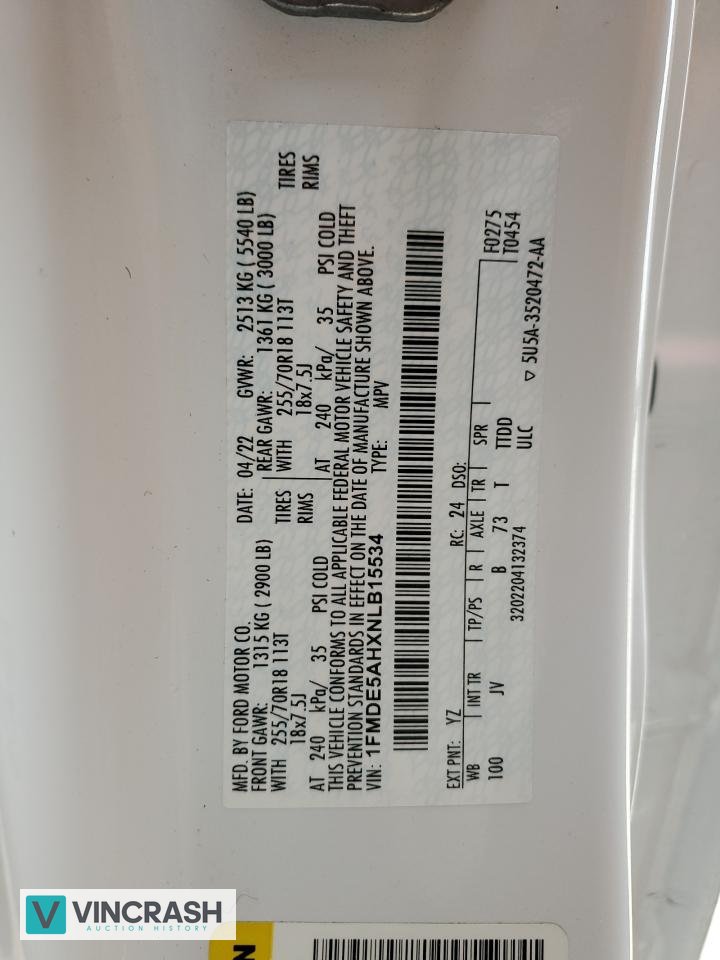 MFD. BY FORD MOTOR CO. DATE: 04/22 GVWR: 2513 KG ( 5540 LB)
FRONT GAWR: 1315 KG ( 2900 LB) REAR GAWR: 1361 KG ( 3000 LB)
WITH 255/70R18 113T TIRES WITH 255/70R18 113T TIRES
18x7.5J RIMS 18x7.5J RIMS
AT 240 kPa/ 35 PSI COLD AT 240 kPa/ 35 PSI COLD
THIS VEHICLE CONFORMS TO ALL APPLICABLE FEDERAL MOTOR VEHICLE SAFETY AND THEFT
PREVENTION STANDARDS IN EFFECT ON THE DATE OF MANUFACTURE SHOWN ABOVE.
VIN: 1FMDE5AHXNLB15534 TYPE: MPV
EXT PNT: YZ RC: 24 DSO: F0275
WB INT TR TP/PS R AXLE TR SPR T0454
100 JV B 73 T TTDD
3202204132374 ULC
▽ 5U5A-3520472-AA
N
V VINCRASH
AUCTION HISTORY